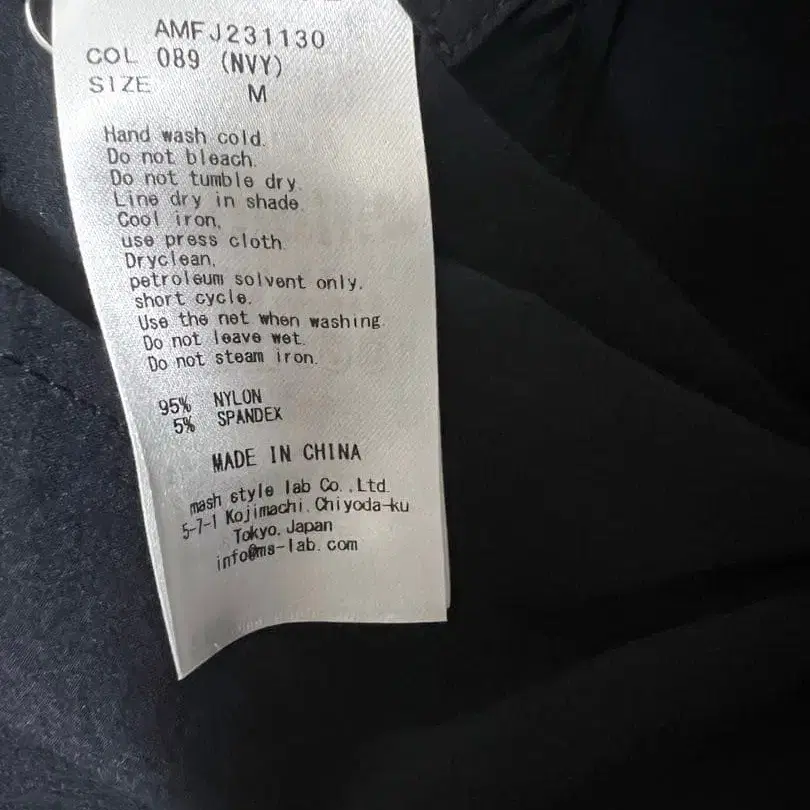 AMFJ231130
COL 089 (NVY)
SIZE M
Hand wash cold.
Do not bleach.
Do not tumble dry.
Line dry in shade.
Cool iron,
use press cloth.
Dryclean,
petroleum solvent only.
short cycle.
Use the net when washing.
Do not leave wet.
Do not steam iron.
95% NYLON
5% SPANDEX
MADE IN CHINA
mash style lab Co.,Ltd.
5-7-1 Kojimachi, Chiyoda-ku
Tokyo, Japan
info@ms-lab.com